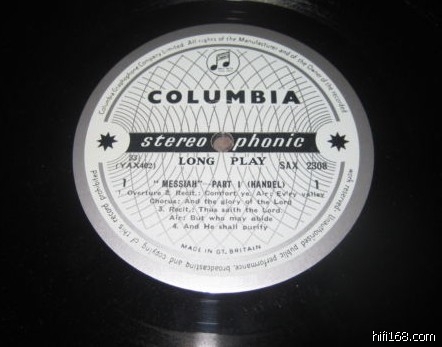 Columbia Graphophone Company Limited. All rights of the Manufacturer and of the Owner of the recorded
work reserved. Unauthorised public performance, broadcasting and copying of this record prohibited
COLUMBIA
stereo phonic
LONG PLAY
33⅓
(YAX402)
SAX 2308
1 "MESSIAH"—PART 1 (HANDEL) 1
1. Overture 2. Recit.: Comfort ye. Air: Ev'ry valley
Chorus: And the glory of the Lord
3. Recit.: Thus saith the Lord
Air: But who may abide
4. And He shall purify
MADE IN GT. BRITAIN
hifi168.com